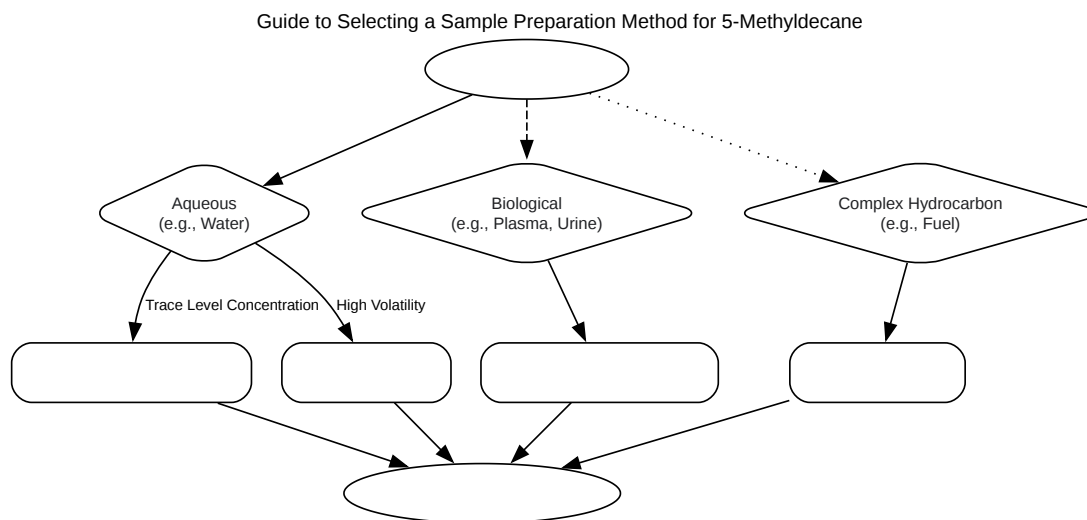 Guide to Selecting a Sample Preparation Method for 5-Methyldecane
Aqueous
(e.g., Water)
Biological
(e.g., Plasma, Urine)
Complex Hydrocarbon
(e.g., Fuel)
Trace Level Concentration
High Volatility